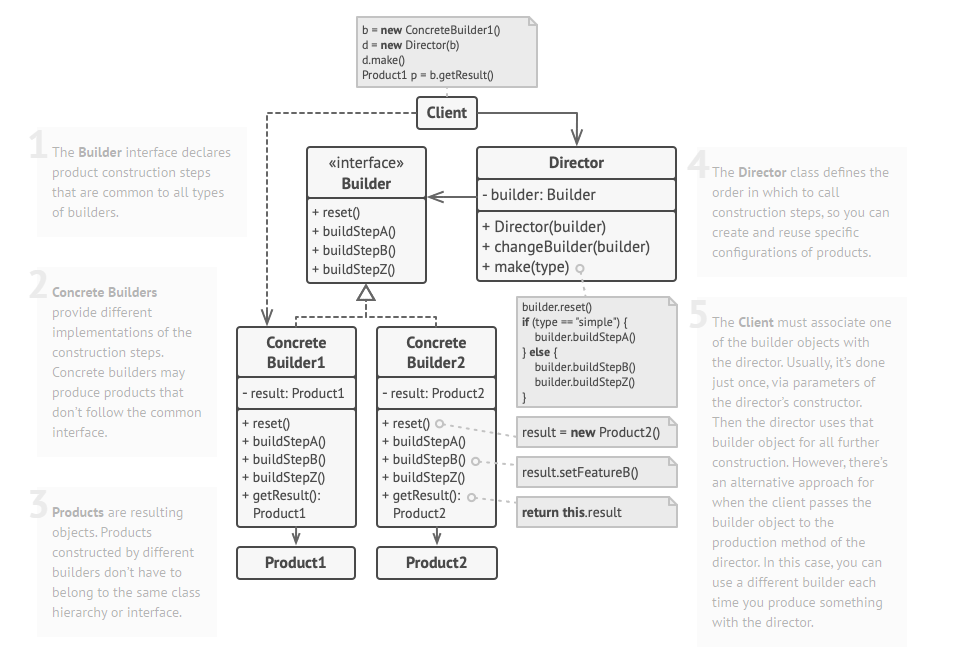 b = new ConcreteBuilder1()
d = new Director(b)
d.make()
Product1 p = b.getResult()
Client
1
The Builder interface declares
product construction steps
that are common to all types
of builders.
«interface»
Builder
+ reset()
+ buildStepA()
+ buildStepB()
+ buildStepZ()
Director
- builder: Builder
+ Director(builder)
+ changeBuilder(builder)
+ make(type)
4
The Director class defines the
order in which to call
construction steps, so you can
create and reuse specific
configurations of products.
2
Concrete Builders
provide different
implementations of the
construction steps.
Concrete builders may
produce products that
don’t follow the common
interface.
Concrete
Builder1
- result: Product1
+ reset()
+ buildStepA()
+ buildStepB()
+ buildStepZ()
+ getResult():
Product1
Concrete
Builder2
- result: Product2
+ reset()
+ buildStepA()
+ buildStepB()
+ buildStepZ()
+ getResult():
Product2
builder.reset()
if (type == "simple") {
builder.buildStepA()
} else {
builder.buildStepB()
builder.buildStepZ()
}
result = new Product2()
result.setFeatureB()
return this.result
5
The Client must associate one
of the builder objects with
the director. Usually, it’s done
just once, via parameters of
the director’s constructor.
Then the director uses that
builder object for all further
construction. However, there’s
an alternative approach for
when the client passes the
builder object to the
production method of the
director. In this case, you can
use a different builder each
time you produce something
with the director.
3
Products are resulting
objects. Products
constructed by different
builders don’t have to
belong to the same class
hierarchy or interface.
Product1
Product2